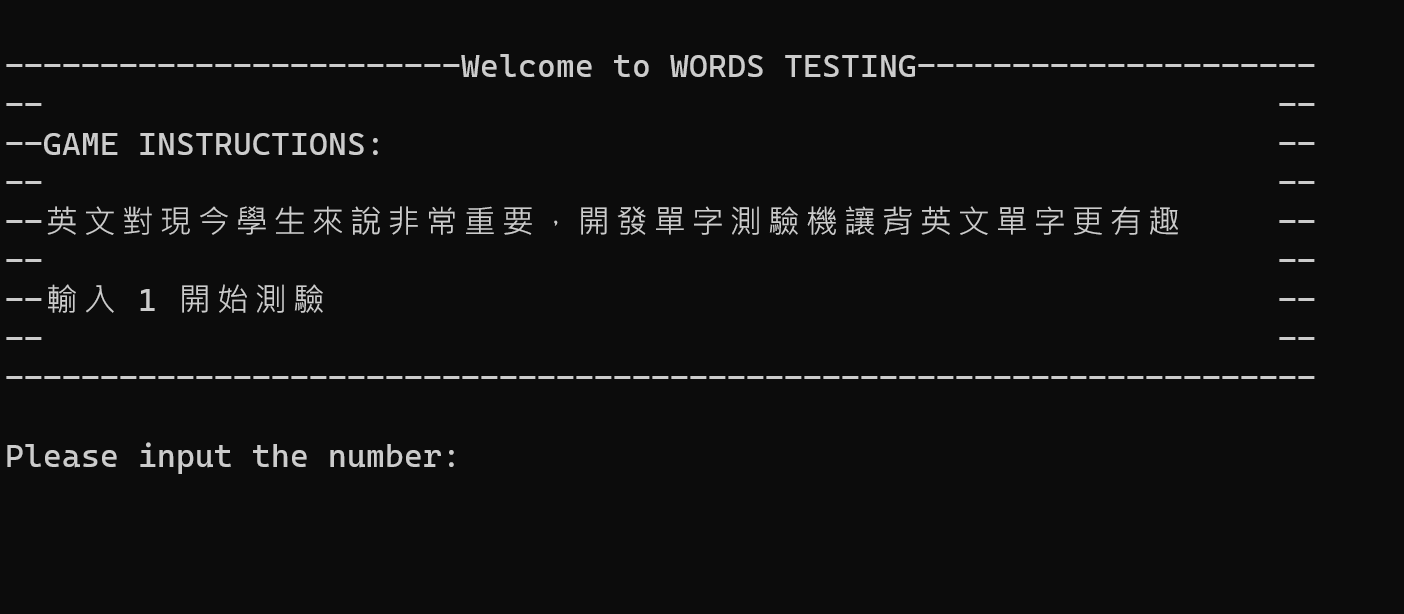 ------------------------Welcome to WORDS TESTING---------------------
--                                                                 --
--GAME INSTRUCTIONS:                                               --
--                                                                 --
--英文對現今學生來說非常重要，開發單字測驗機讓背英文單字更有趣     --
--                                                                 --
--輸入 1 開始測驗                                                  --
--                                                                 --
---------------------------------------------------------------------
Please input the number: